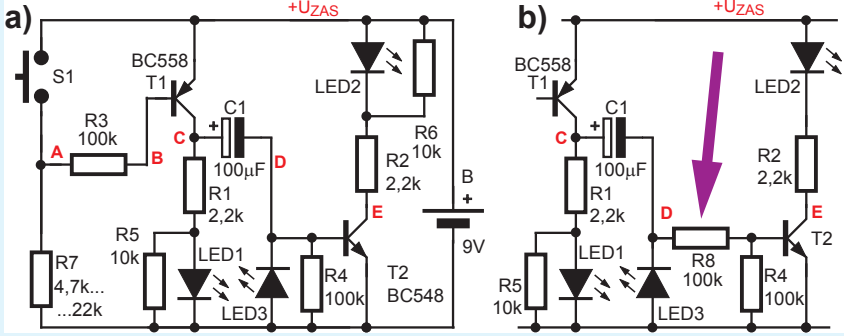 a)
+U_ZAS
S1
BC558
T1
R3
100k
A
B
C
C1
+
100µF
D
R1
2,2k
R5
10k
LED1
LED3
R7
4,7k...
...22k
LED2
R6
10k
R2
2,2k
E
R4
100k
T2
BC548
B
+
9V
b)
+U_ZAS
BC558
T1
C
C1
+
100µF
R1
2,2k
D
R5
10k
LED1
LED3
R8
100k
R4
100k
LED2
R2
2,2k
E
T2